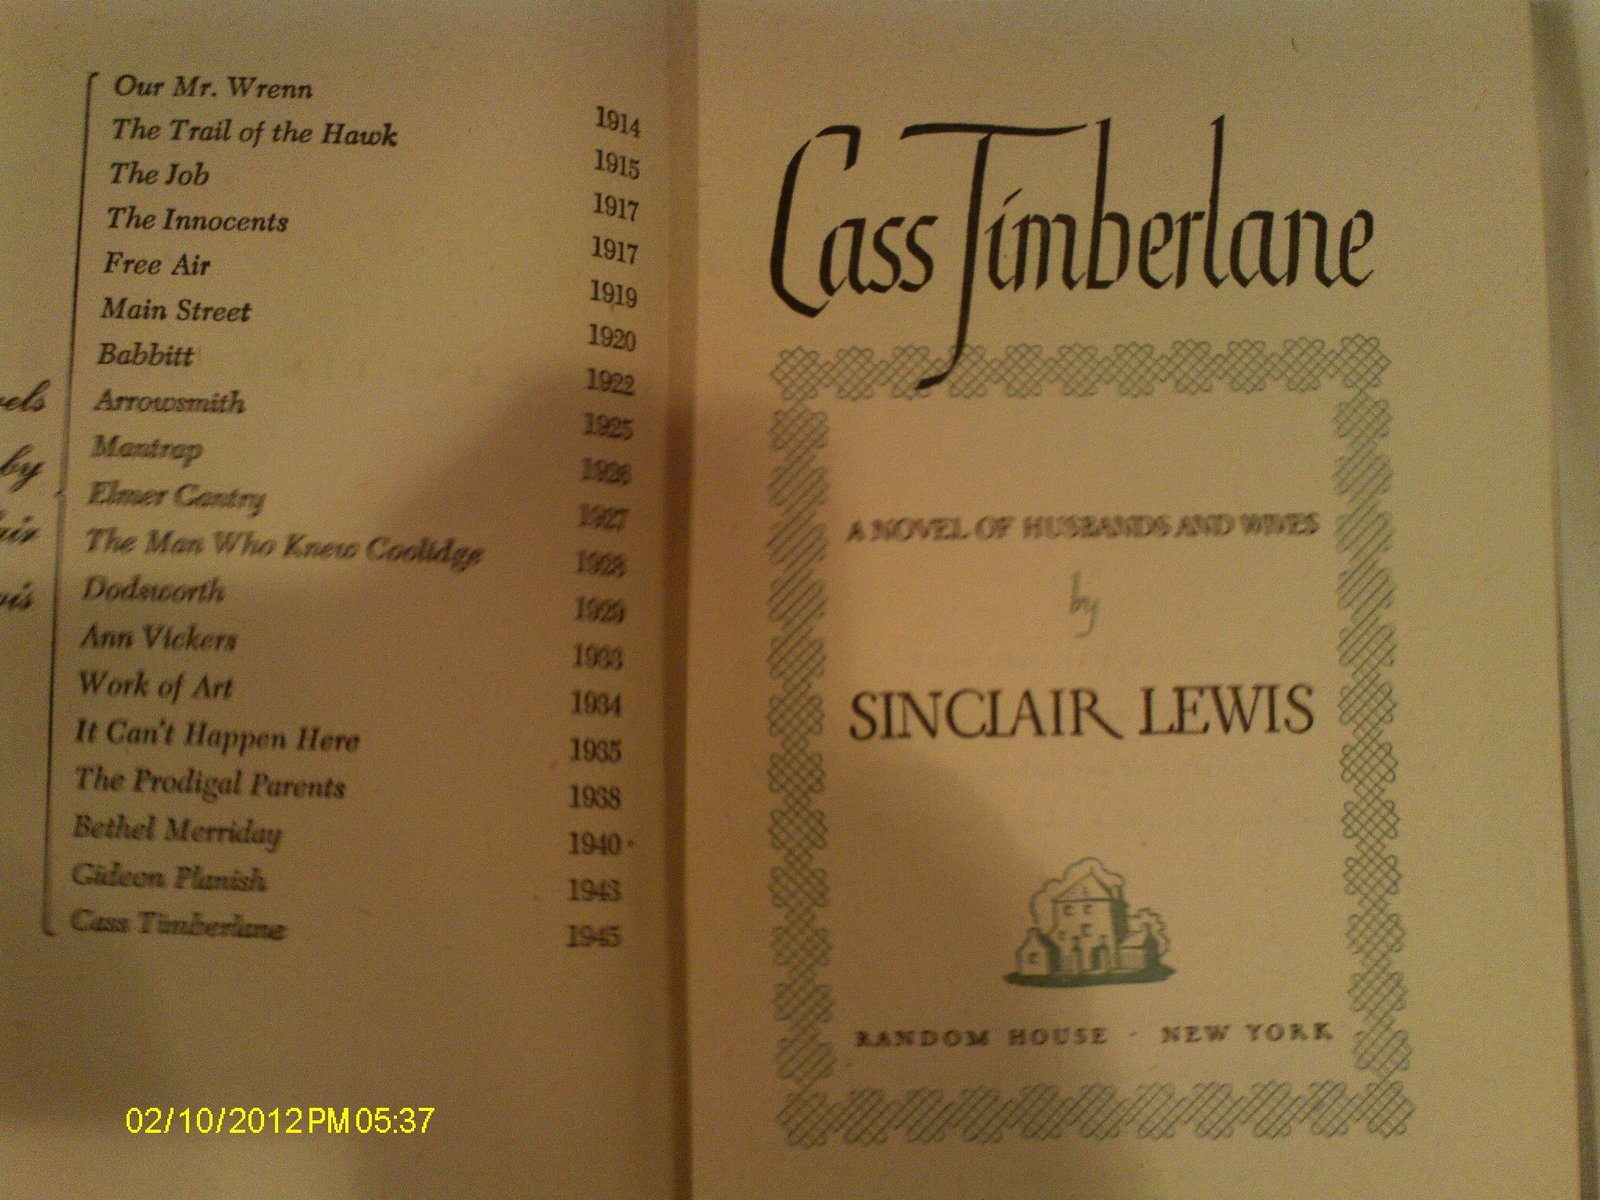 vels
by
lair
wis
Our Mr. Wrenn 1914
The Trail of the Hawk 1915
The Job 1917
The Innocents 1917
Free Air 1919
Main Street 1920
Babbitt 1922
Arrowsmith 1925
Mantrap 1926
Elmer Gantry 1927
The Man Who Knew Coolidge 1928
Dodsworth 1929
Ann Vickers 1933
Work of Art 1934
It Can't Happen Here 1935
The Prodigal Parents 1938
Bethel Merriday 1940
Gideon Planish 1943
Cass Timberlane 1945
Cass Timberlane
A NOVEL OF HUSBANDS AND WIVES
by
SINCLAIR LEWIS
RANDOM HOUSE · NEW YORK
02/10/2012 PM 05:37